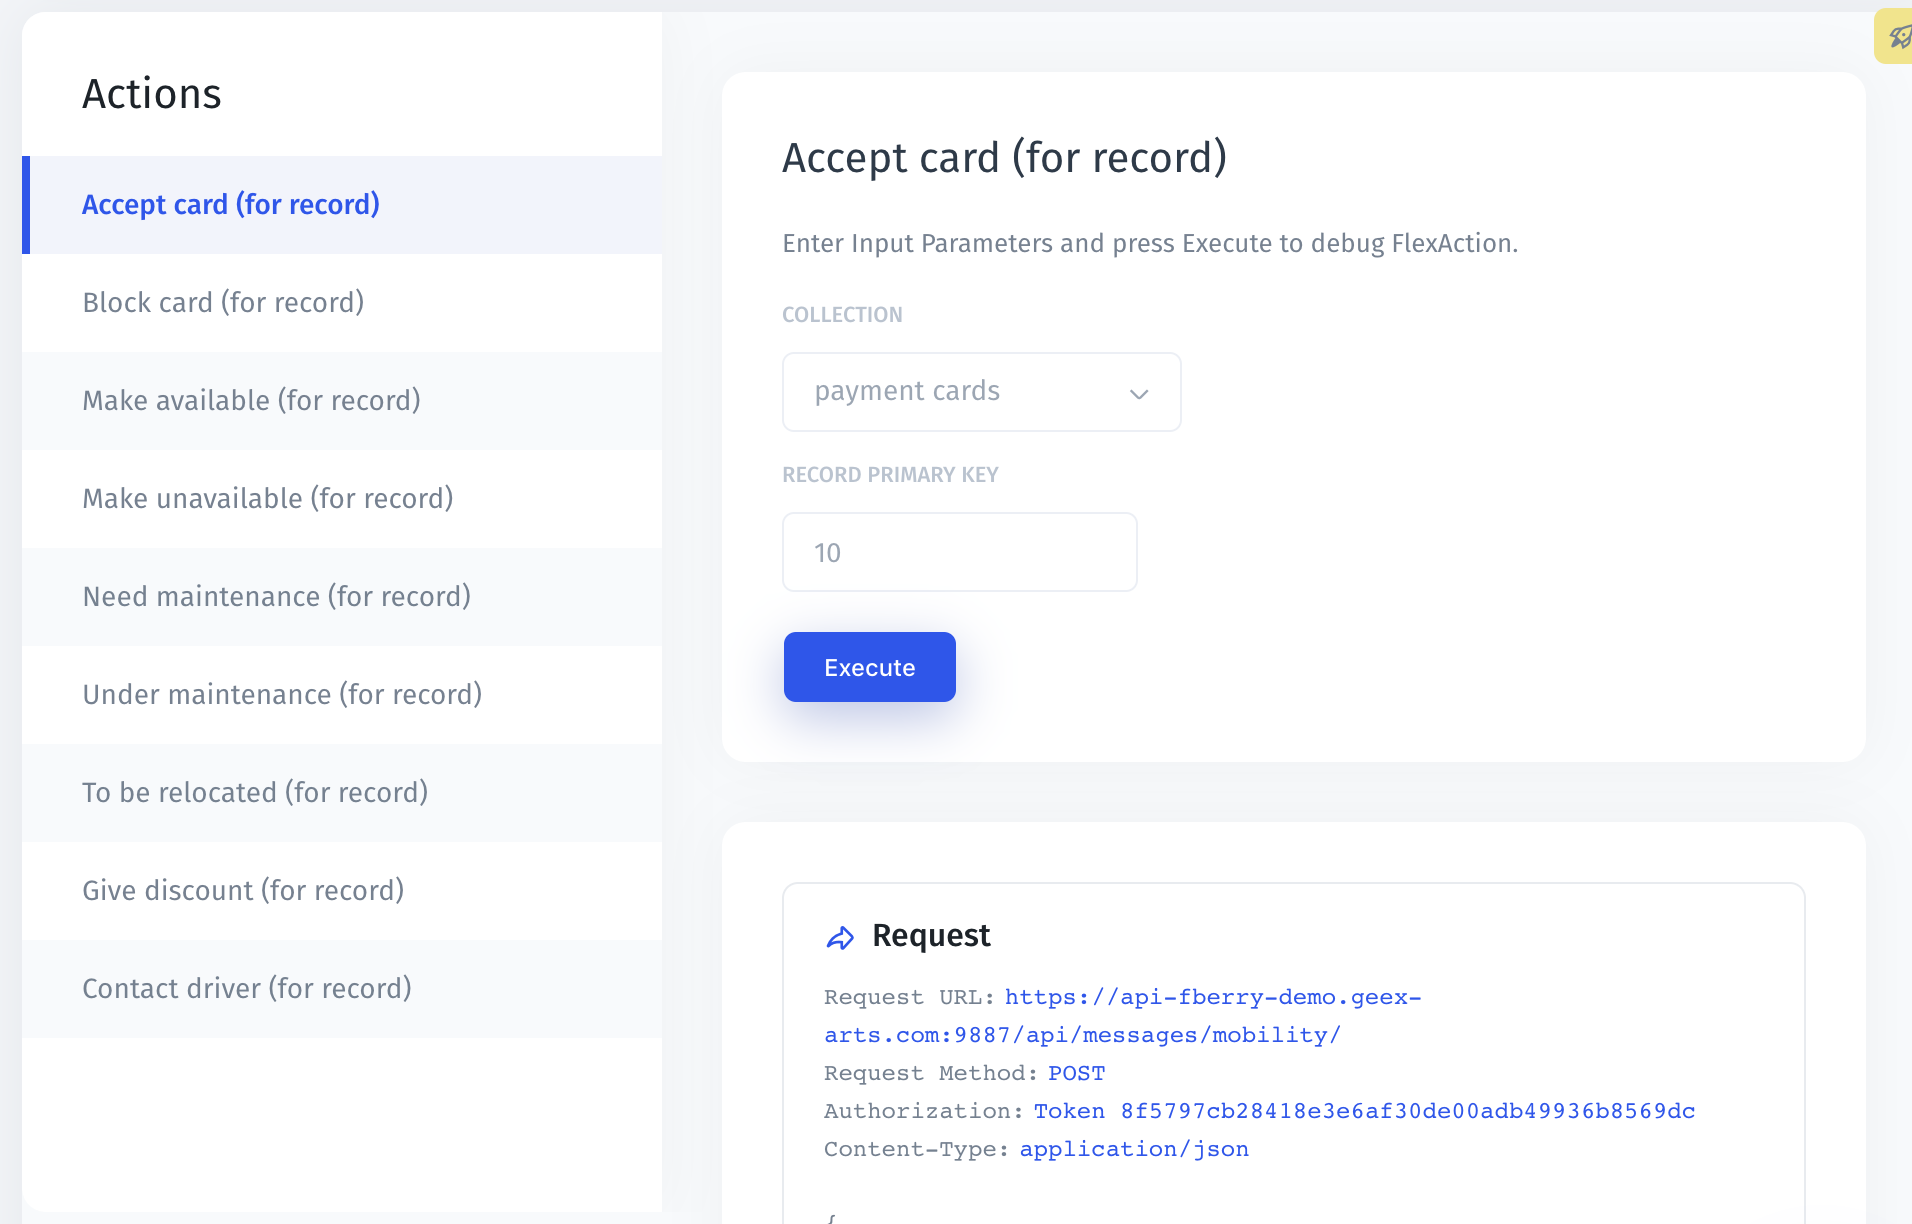 Actions
Accept card (for record)
Block card (for record)
Make available (for record)
Make unavailable (for record)
Need maintenance (for record)
Under maintenance (for record)
To be relocated (for record)
Give discount (for record)
Contact driver (for record)
Accept card (for record)
Enter Input Parameters and press Execute to debug FlexAction.
COLLECTION
payment cards
RECORD PRIMARY KEY
10
Execute
Request
Request URL: https://api-fberry-demo.geex-
arts.com:9887/api/messages/mobility/
Request Method: POST
Authorization: Token 8f5797cb28418e3e6af30de00adb49936b8569dc
Content-Type: application/json
{